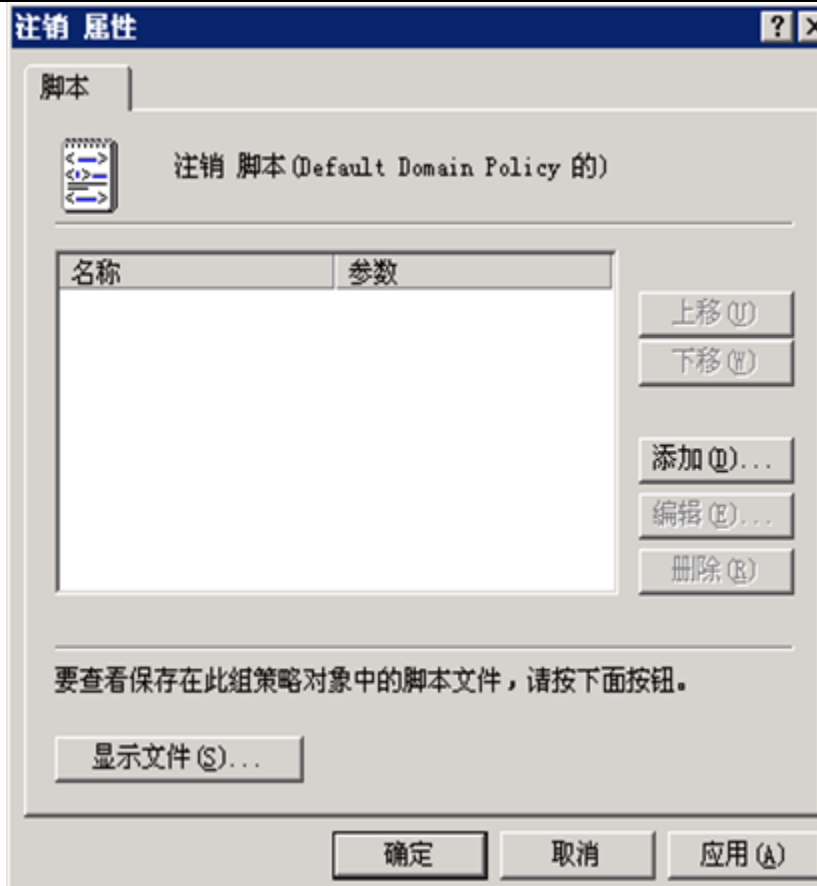 注销 属性
脚本
注销 脚本(Default Domain Policy 的)
名称 参数
上移(U)
下移(W)
添加(D)...
编辑(E)...
删除(R)
要查看保存在此组策略对象中的脚本文件，请按下面按钮。
显示文件(S)...
确定 取消 应用(A)